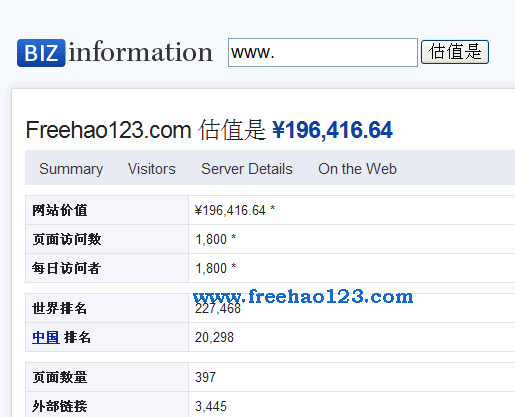 BIZ information www. 估值是
Freehao123.com 估值是 ¥196,416.64
Summary Visitors Server Details On the Web
网站价值 ¥196,416.64 *
页面访问数 1,800 *
每日访问者 1,800 *
www.freehao123.com
世界排名 227,468
中国 排名 20,298
页面数量 397
外部链接 3,445